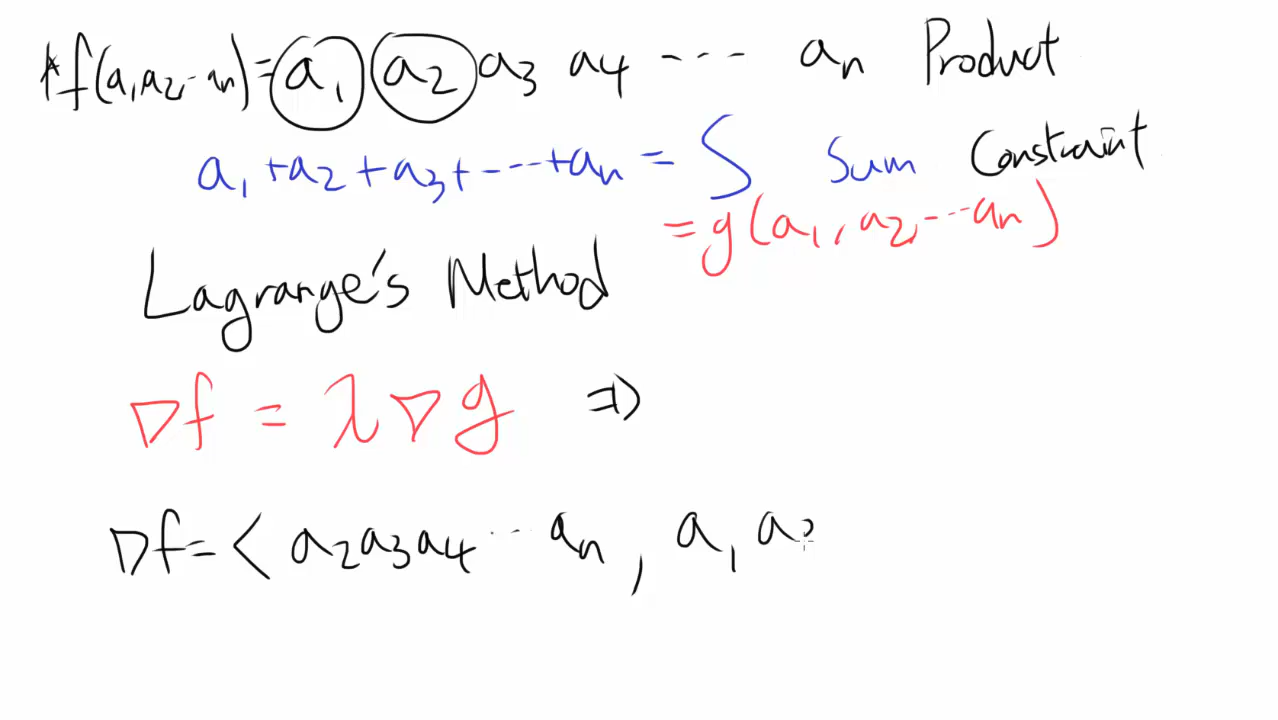 f(a₁,a₂,--aₙ)=a₁ a₂ a₃ a₄ --- aₙ Product
a₁+a₂+a₃+---+aₙ = S Sum Constraint
=g(a₁,a₂,---aₙ)
Lagrange's Method
∇f = λ∇g ⇒
∇f=< a₂a₃a₄ --- aₙ, a₁ a